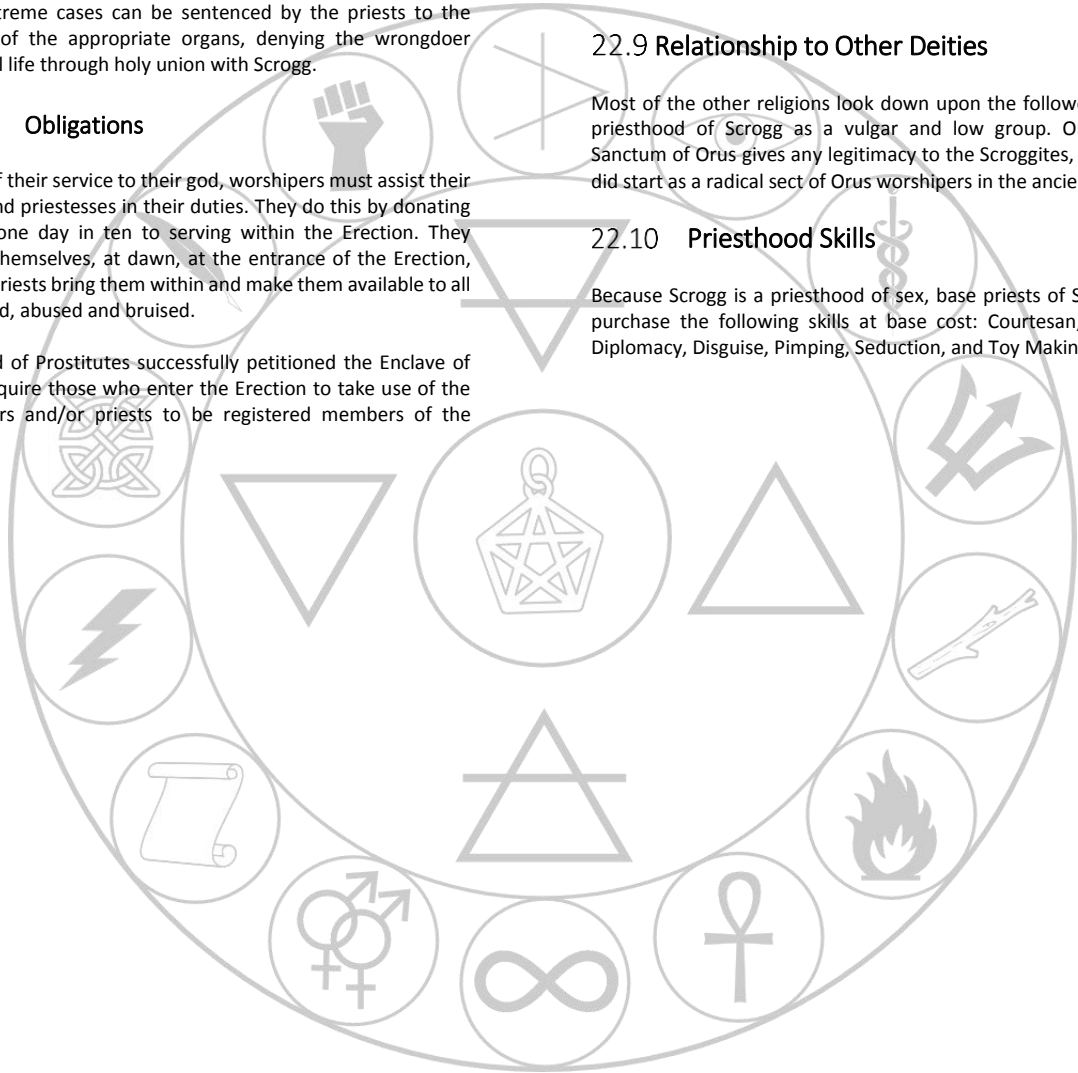 treme cases can be sentenced by the priests to the
of the appropriate organs, denying the wrongdoer
l life through holy union with Scrogg.
Obligations
f their service to their god, worshipers must assist their
nd priestesses in their duties. They do this by donating
one day in ten to serving within the Erection. They
hemselves, at dawn, at the entrance of the Erection,
riests bring them within and make them available to all
d, abused and bruised.
d of Prostitutes successfully petitioned the Enclave of
quire those who enter the Erection to take use of the
rs and/or priests to be registered members of the
22.9 Relationship to Other Deities
Most of the other religions look down upon the followe
priesthood of Scrogg as a vulgar and low group. O
Sanctum of Orus gives any legitimacy to the Scroggites,
did start as a radical sect of Orus worshipers in the ancie
22.10 Priesthood Skills
Because Scrogg is a priesthood of sex, base priests of S
purchase the following skills at base cost: Courtesan,
Diplomacy, Disguise, Pimping, Seduction, and Toy Makin